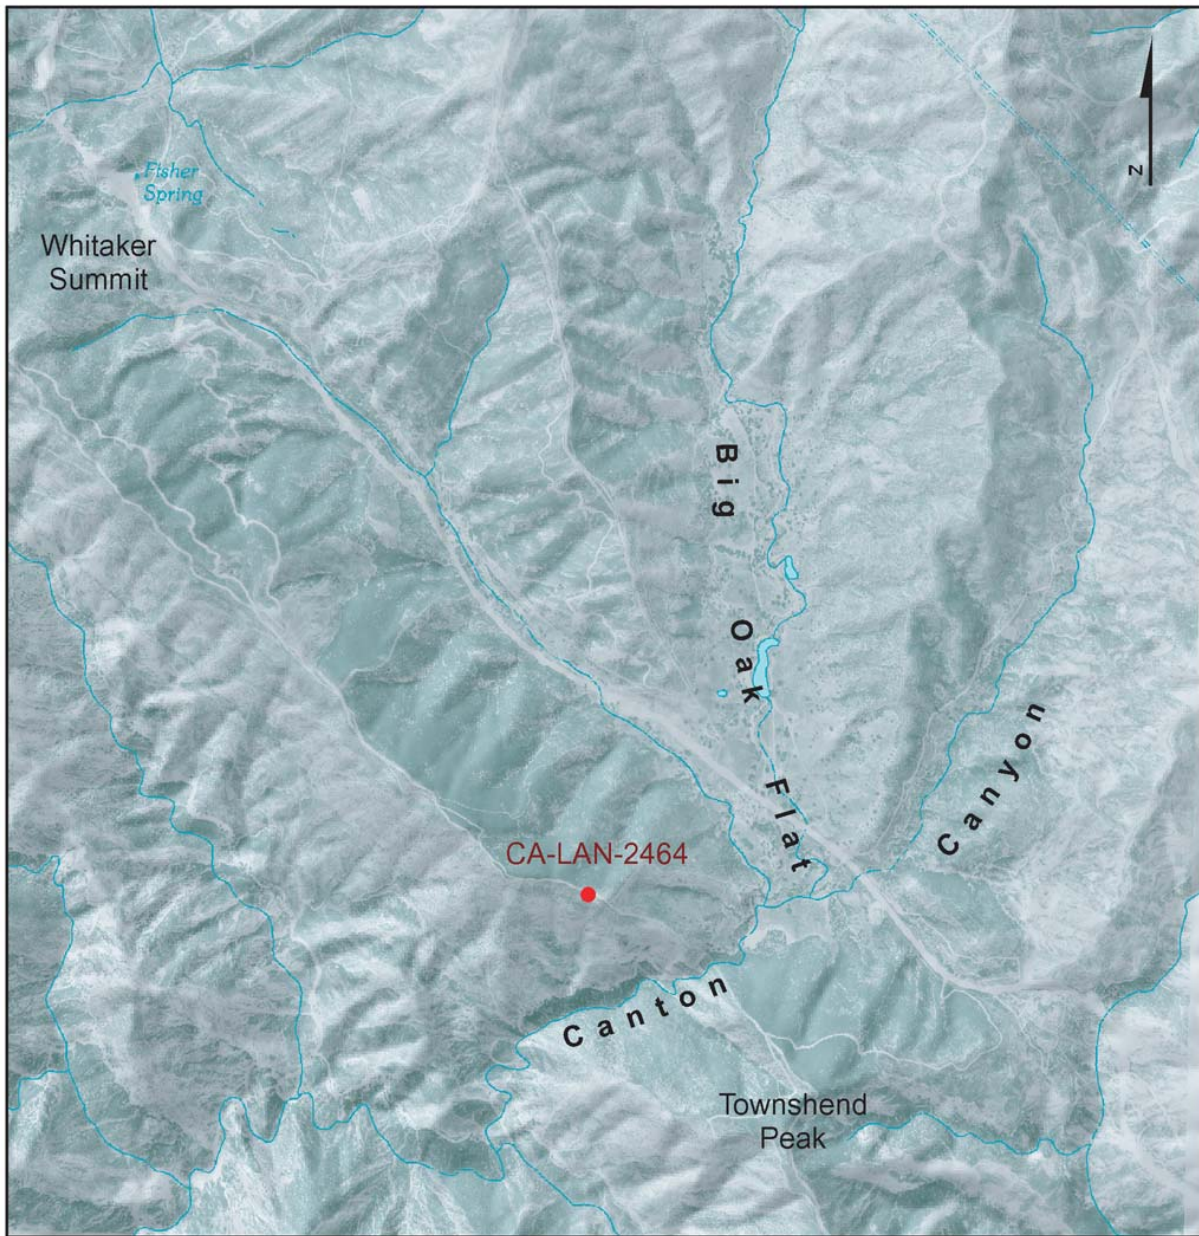 Fisher
Spring
Whitaker
Summit
N
Big
Oak
Flat
Canyon
CA-LAN-2464
Canton
Townshend
Peak